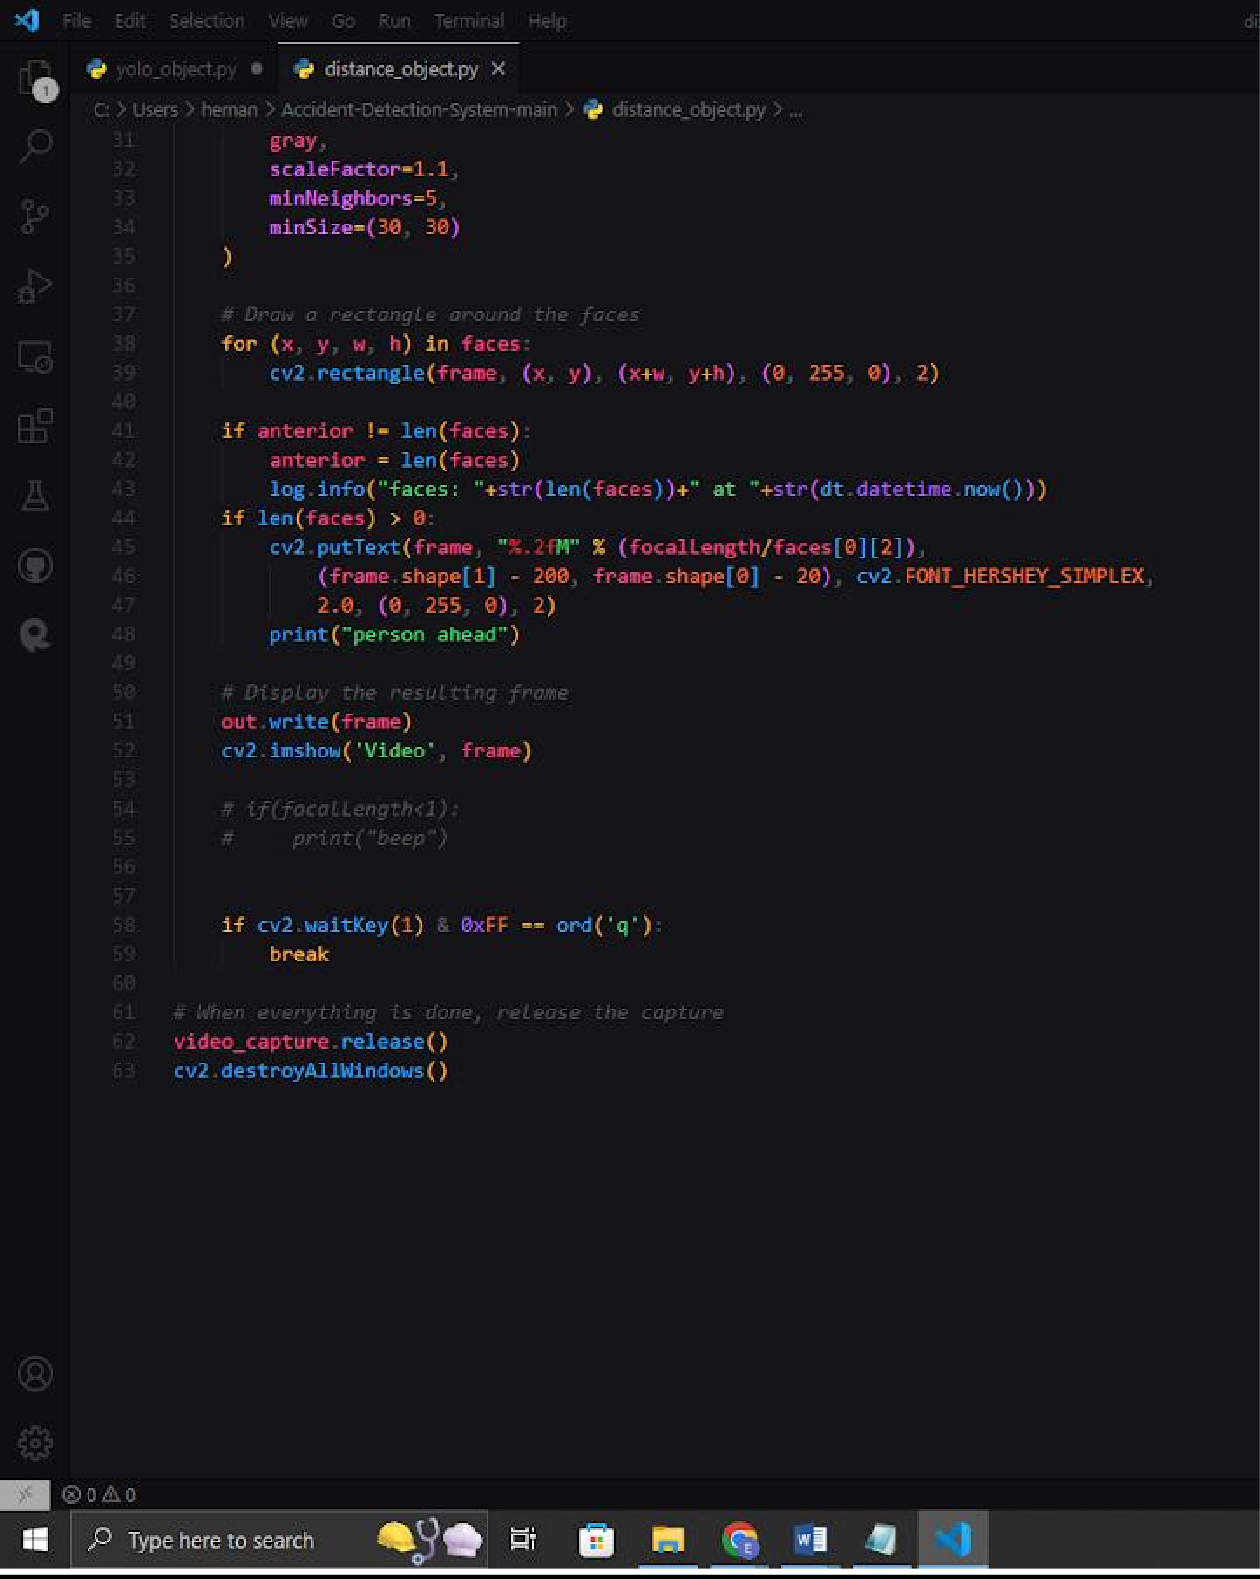 File Edit Selection View Go Run Terminal Help di
yolo_object.py distance_object.py
1
C: > Users > heman > Accident-Detection-System-main > distance_object.py > ...
31 gray,
32 scaleFactor=1.1,
33 minNeighbors=5,
34 minSize=(30, 30)
35 )
36
37 # Draw a rectangle around the faces
38 for (x, y, w, h) in faces:
39 cv2.rectangle(frame, (x, y), (x+w, y+h), (0, 255, 0), 2)
40
41 if anterior != len(faces):
42 anterior = len(faces)
43 log.info("faces: "+str(len(faces))+" at "+str(dt.datetime.now()))
44 if len(faces) > 0:
45 cv2.putText(frame, "%.2fM" % (focalLength/faces[0][2]),
46 (frame.shape[1] - 200, frame.shape[0] - 20), cv2.FONT_HERSHEY_SIMPLEX,
47 2.0, (0, 255, 0), 2)
48 print("person ahead")
49
50 # Display the resulting frame
51 out.write(frame)
52 cv2.imshow('Video', frame)
53
54 # if(focalLength<1):
55 # print("beep")
56
57
58 if cv2.waitKey(1) & 0xFF == ord('q'):
59 break
60
61 # When everything is done, release the capture
62 video_capture.release()
63 cv2.destroyAllWindows()
0 0
Type here to search